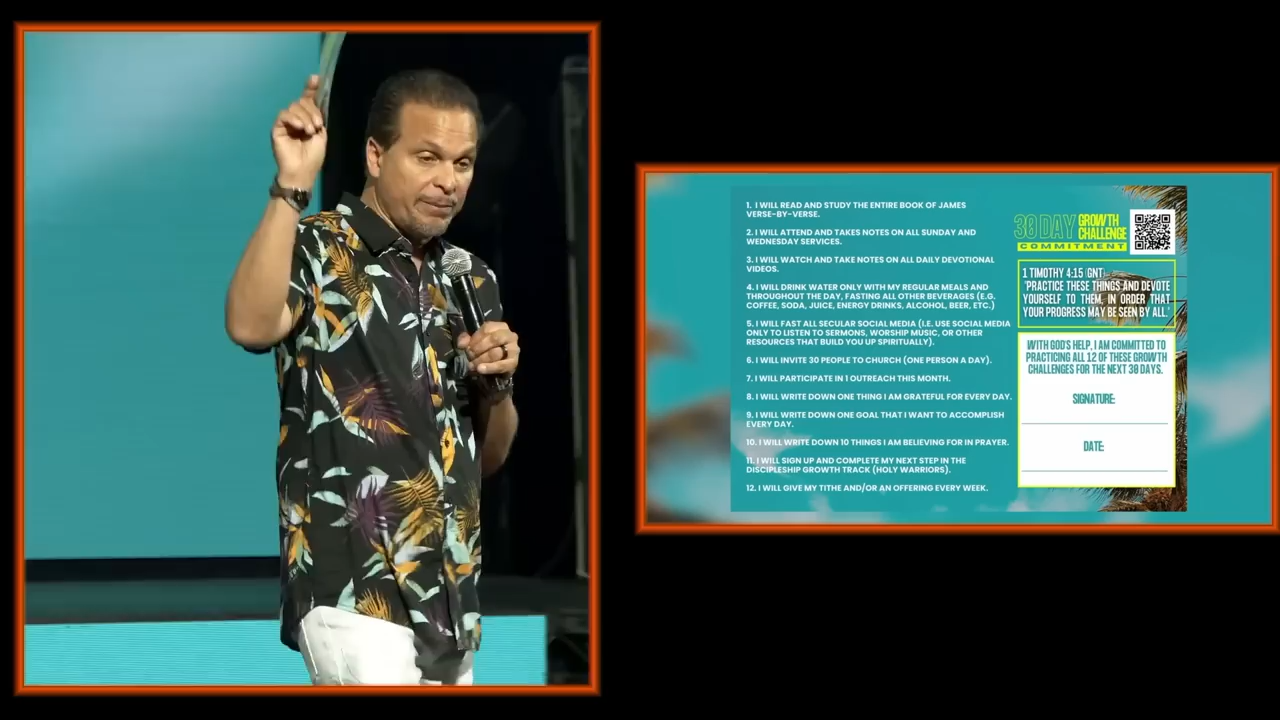 1. I WILL READ AND STUDY THE ENTIRE BOOK OF JAMES
VERSE-BY-VERSE.
2. I WILL ATTEND AND TAKES NOTES ON ALL SUNDAY AND
WEDNESDAY SERVICES.
3. I WILL WATCH AND TAKE NOTES ON ALL DAILY DEVOTIONAL
VIDEOS.
4. I WILL DRINK WATER ONLY WITH MY REGULAR MEALS AND
THROUGHOUT THE DAY, FASTING ALL OTHER BEVERAGES (E.G.
COFFEE, SODA, JUICE, ENERGY DRINKS, ALCOHOL, BEER, ETC.)
5. I WILL FAST ALL SECULAR SOCIAL MEDIA (I.E. USE SOCIAL MEDIA
ONLY TO LISTEN TO SERMONS, WORSHIP MUSIC, OR OTHER
RESOURCES THAT BUILD YOU UP SPIRITUALLY).
6. I WILL INVITE 30 PEOPLE TO CHURCH (ONE PERSON A DAY).
7. I WILL PARTICIPATE IN 1 OUTREACH THIS MONTH.
8. I WILL WRITE DOWN ONE THING I AM GRATEFUL FOR EVERY DAY.
9. I WILL WRITE DOWN ONE GOAL THAT I WANT TO ACCOMPLISH
EVERY DAY.
10. I WILL WRITE DOWN 10 THINGS I AM BELIEVING FOR IN PRAYER.
11. I WILL SIGN UP AND COMPLETE MY NEXT STEP IN THE
DISCIPLESHIP GROWTH TRACK (HOLY WARRIORS).
12. I WILL GIVE MY TITHE AND/OR AN OFFERING EVERY WEEK.
30 DAY GROWTH
CHALLENGE
COMMITMENT
1 TIMOTHY 4:15 (GNT)
"PRACTICE THESE THINGS AND DEVOTE
YOURSELF TO THEM, IN ORDER THAT
YOUR PROGRESS MAY BE SEEN BY ALL."
WITH GOD'S HELP, I AM COMMITTED TO
PRACTICING ALL 12 OF THESE GROWTH
CHALLENGES FOR THE NEXT 30 DAYS.
SIGNATURE:
DATE: